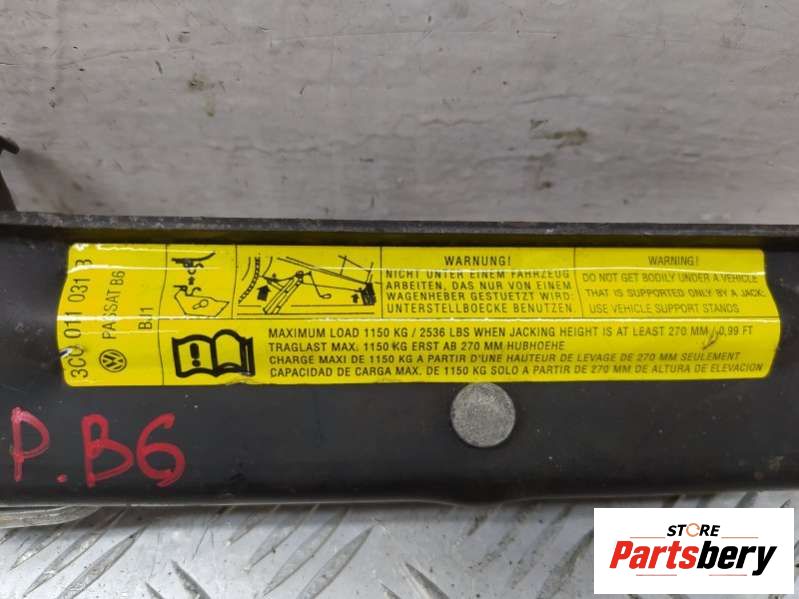 3C0 011 031 B
PASSAT B6
BJ1
WARNUNG!
NICHT UNTER EINEM FAHRZEUG
ARBEITEN, DAS NUR VON EINEM
WAGENHEBER GESTUETZT WIRD:
UNTERSTELLBOECKE BENUTZEN
WARNING!
DO NOT GET BODILY UNDER A VEHICLE
THAT IS SUPPORTED ONLY BY A JACK:
USE VEHICLE SUPPORT STANDS
MAXIMUM LOAD 1150 KG / 2536 LBS WHEN JACKING HEIGHT IS AT LEAST 270 MM / 0,99 FT
TRAGLAST MAX: 1150 KG ERST AB 270 MM HUBHOEHE
CHARGE MAXI DE 1150 KG A PARTIR D'UNE HAUTEUR DE LEVAGE DE 270 MM SEULEMENT
CAPACIDAD DE CARGA MAX. DE 1150 KG SOLO A PARTIR DE 270 MM DE ALTURA DE ELEVACION
P.B6
STORE
Partsbery